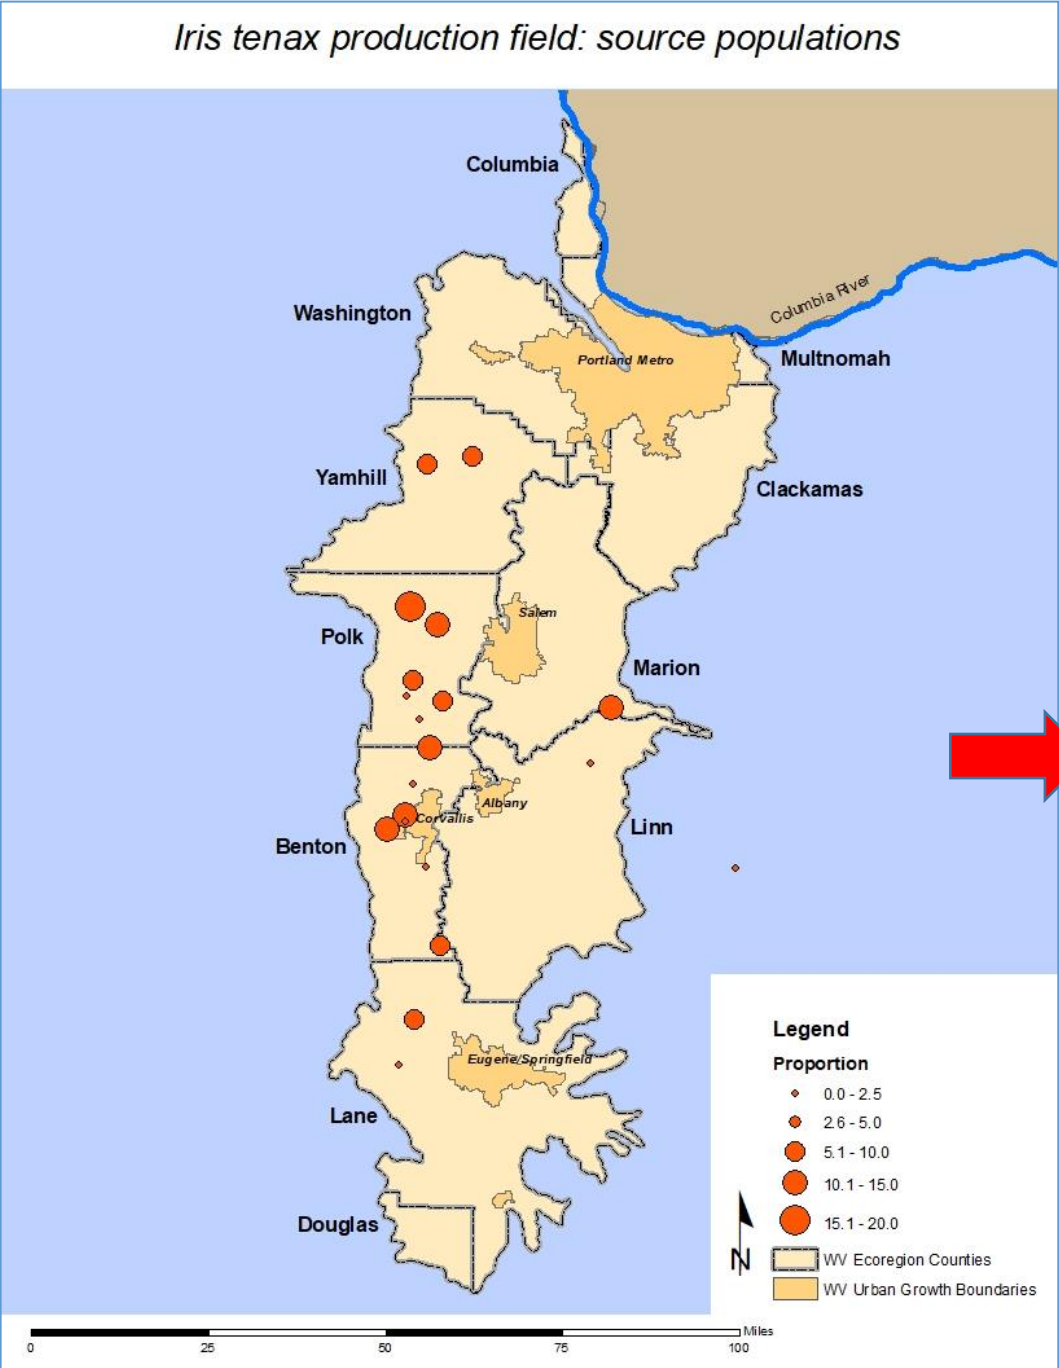 Iris tenax production field: source populations
Columbia
Washington
Columbia River
Portland Metro
Multnomah
Yamhill
Clackamas
Salem
Polk
Marion
Albany
Corvallis
Linn
Benton
Eugene/Springfield
Lane
Douglas
Legend
Proportion
0.0 - 2.5
2.6 - 5.0
5.1 - 10.0
10.1 - 15.0
15.1 - 20.0
N
WV Ecoregion Counties
WV Urban Growth Boundaries
Miles
0 25 50 75 100